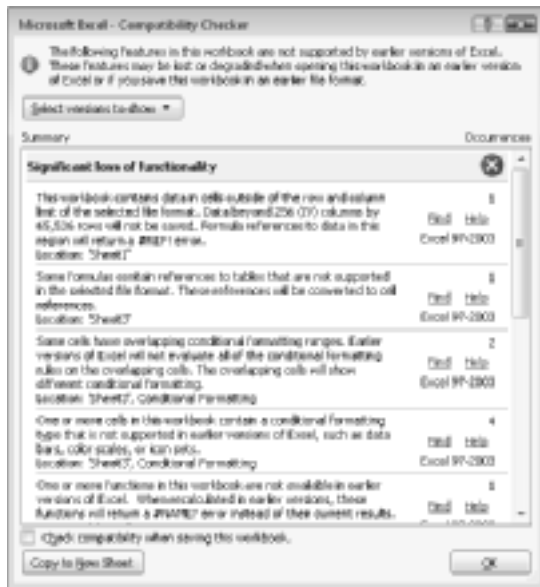 Microsoft Excel - Compatibility Checker
The following features in this workbook are not supported by earlier versions of Excel.
These features may be lost or degraded when opening this workbook in an earlier version
of Excel or if you save this workbook in an earlier file format.
Select versions to show
Summary Occurrences
Significant loss of functionality
This workbook contains data in cells outside of the row and column 1
limit of the selected file format. Data beyond 256 (IV) columns by Find Help
65,536 rows will not be saved. Formula references to data in this
region will return a #REF! error. Excel 97-2003
Location: 'Sheet1'
Some formulas contain references to tables that are not supported 1
in the selected file format. These references will be converted to cell Find Help
references.
Location: 'Sheet3' Excel 97-2003
Some cells have overlapping conditional formatting ranges. Earlier 2
versions of Excel will not evaluate all of the conditional formatting Find Help
rules on the overlapping cells. The overlapping cells will show
different conditional formatting. Excel 97-2003
Location: 'Sheet3', Conditional Formatting
One or more cells in this workbook contain a conditional formatting 4
type that is not supported in earlier versions of Excel, such as data Find Help
bars, color scales, or icon sets.
Location: 'Sheet3', Conditional Formatting Excel 97-2003
One or more functions in this workbook are not available in earlier 1
versions of Excel. When recalculated in earlier versions, these Find Help
functions will return a #NAME? error instead of their current results.
Check compatibility when saving this workbook.
Copy to New Sheet OK